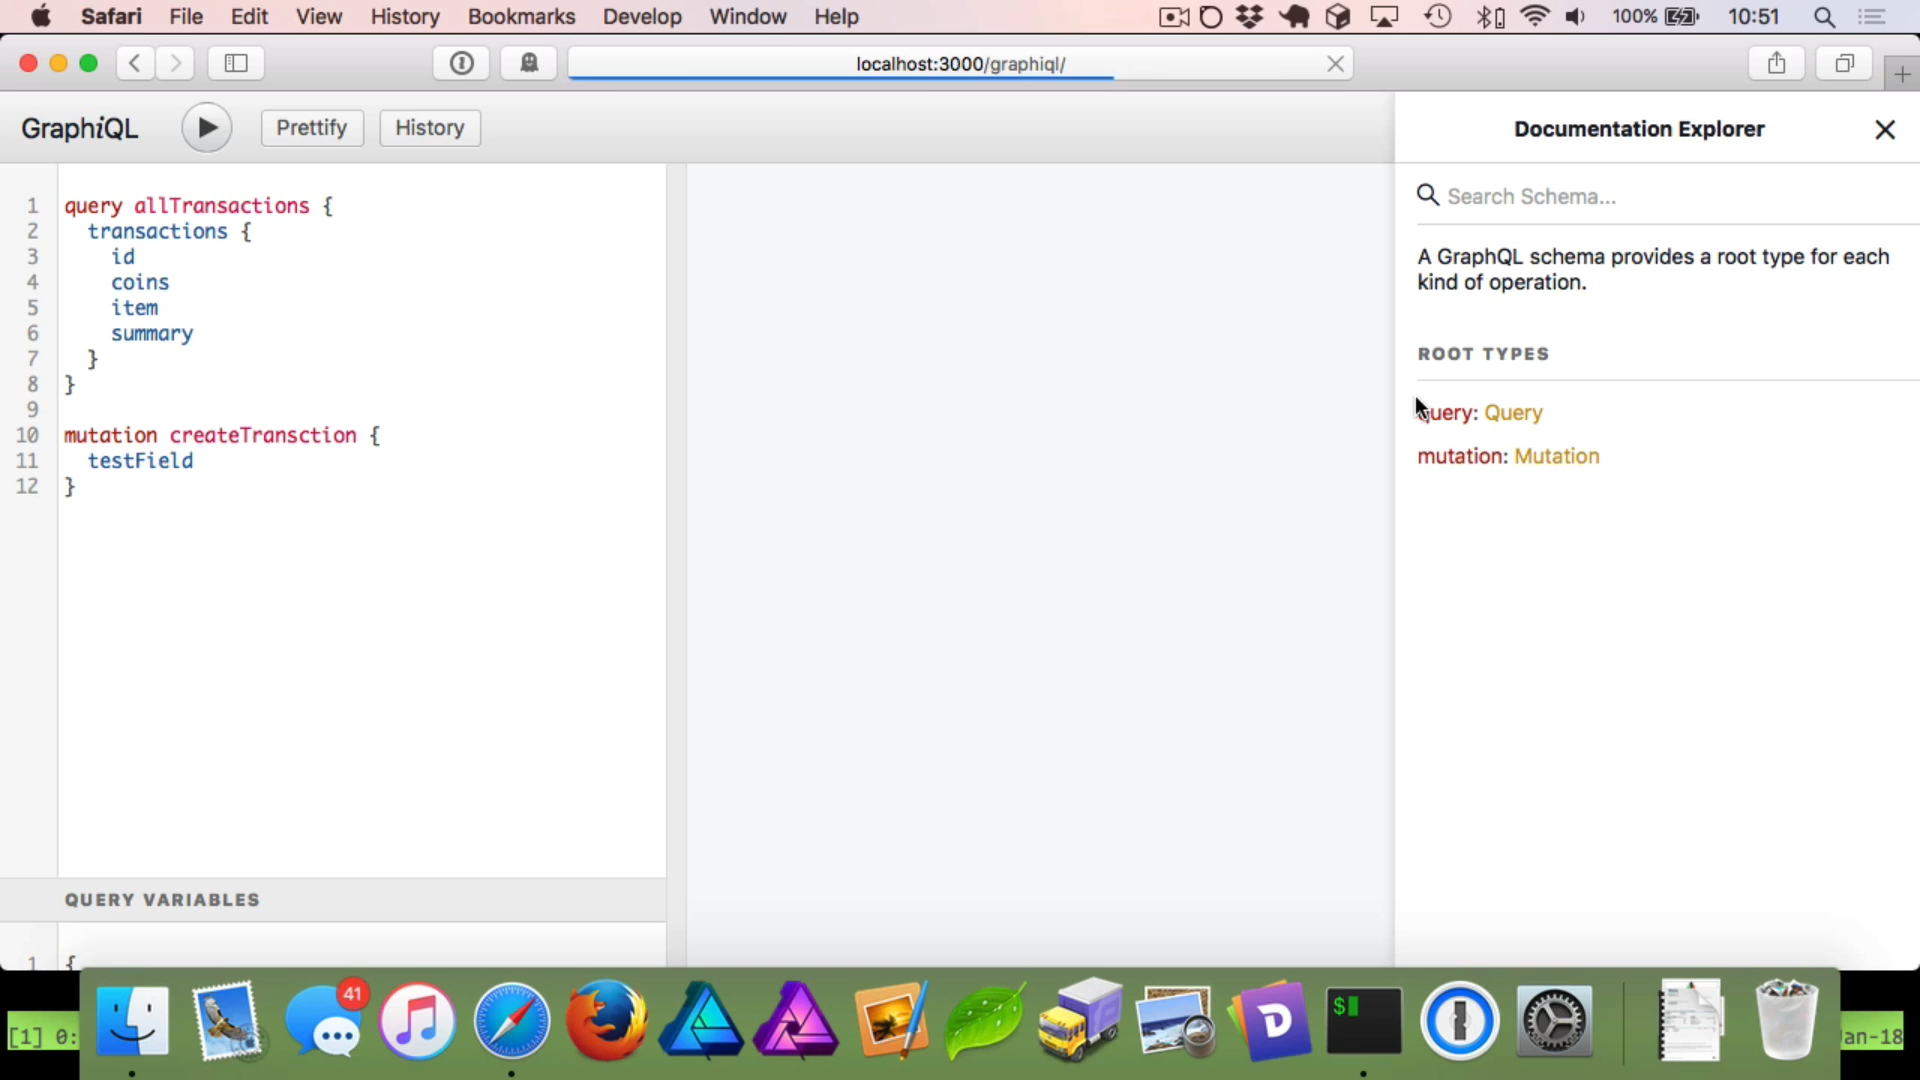 Safari File Edit View History Bookmarks Develop Window Help 100% 10:51
localhost:3000/graphiql/
GraphiQL Prettify History
1 query allTransactions {
2 transactions {
3 id
4 coins
5 item
6 summary
7 }
8 }
9
10 mutation createTransction {
11 testField
12 }
QUERY VARIABLES
1 {
Documentation Explorer
Search Schema...
A GraphQL schema provides a root type for each
kind of operation.
ROOT TYPES
query: Query
mutation: Mutation
[1] 0:
41
D
$
an-18